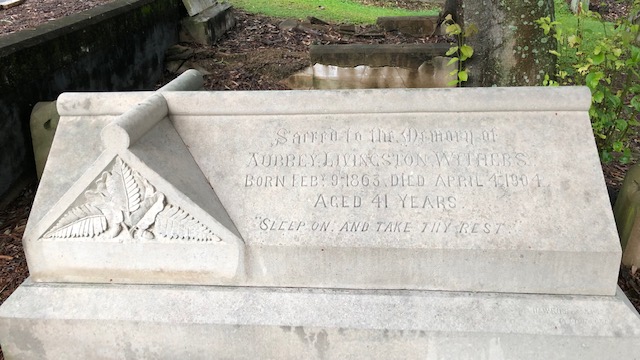 Sacred to the Memory of
AUBREY LIVINGSTON WITHERS.
BORN FEBY 9. 1863. DIED APRIL 4. 1904.
AGED 41 YEARS.
"SLEEP ON, AND TAKE THY REST."